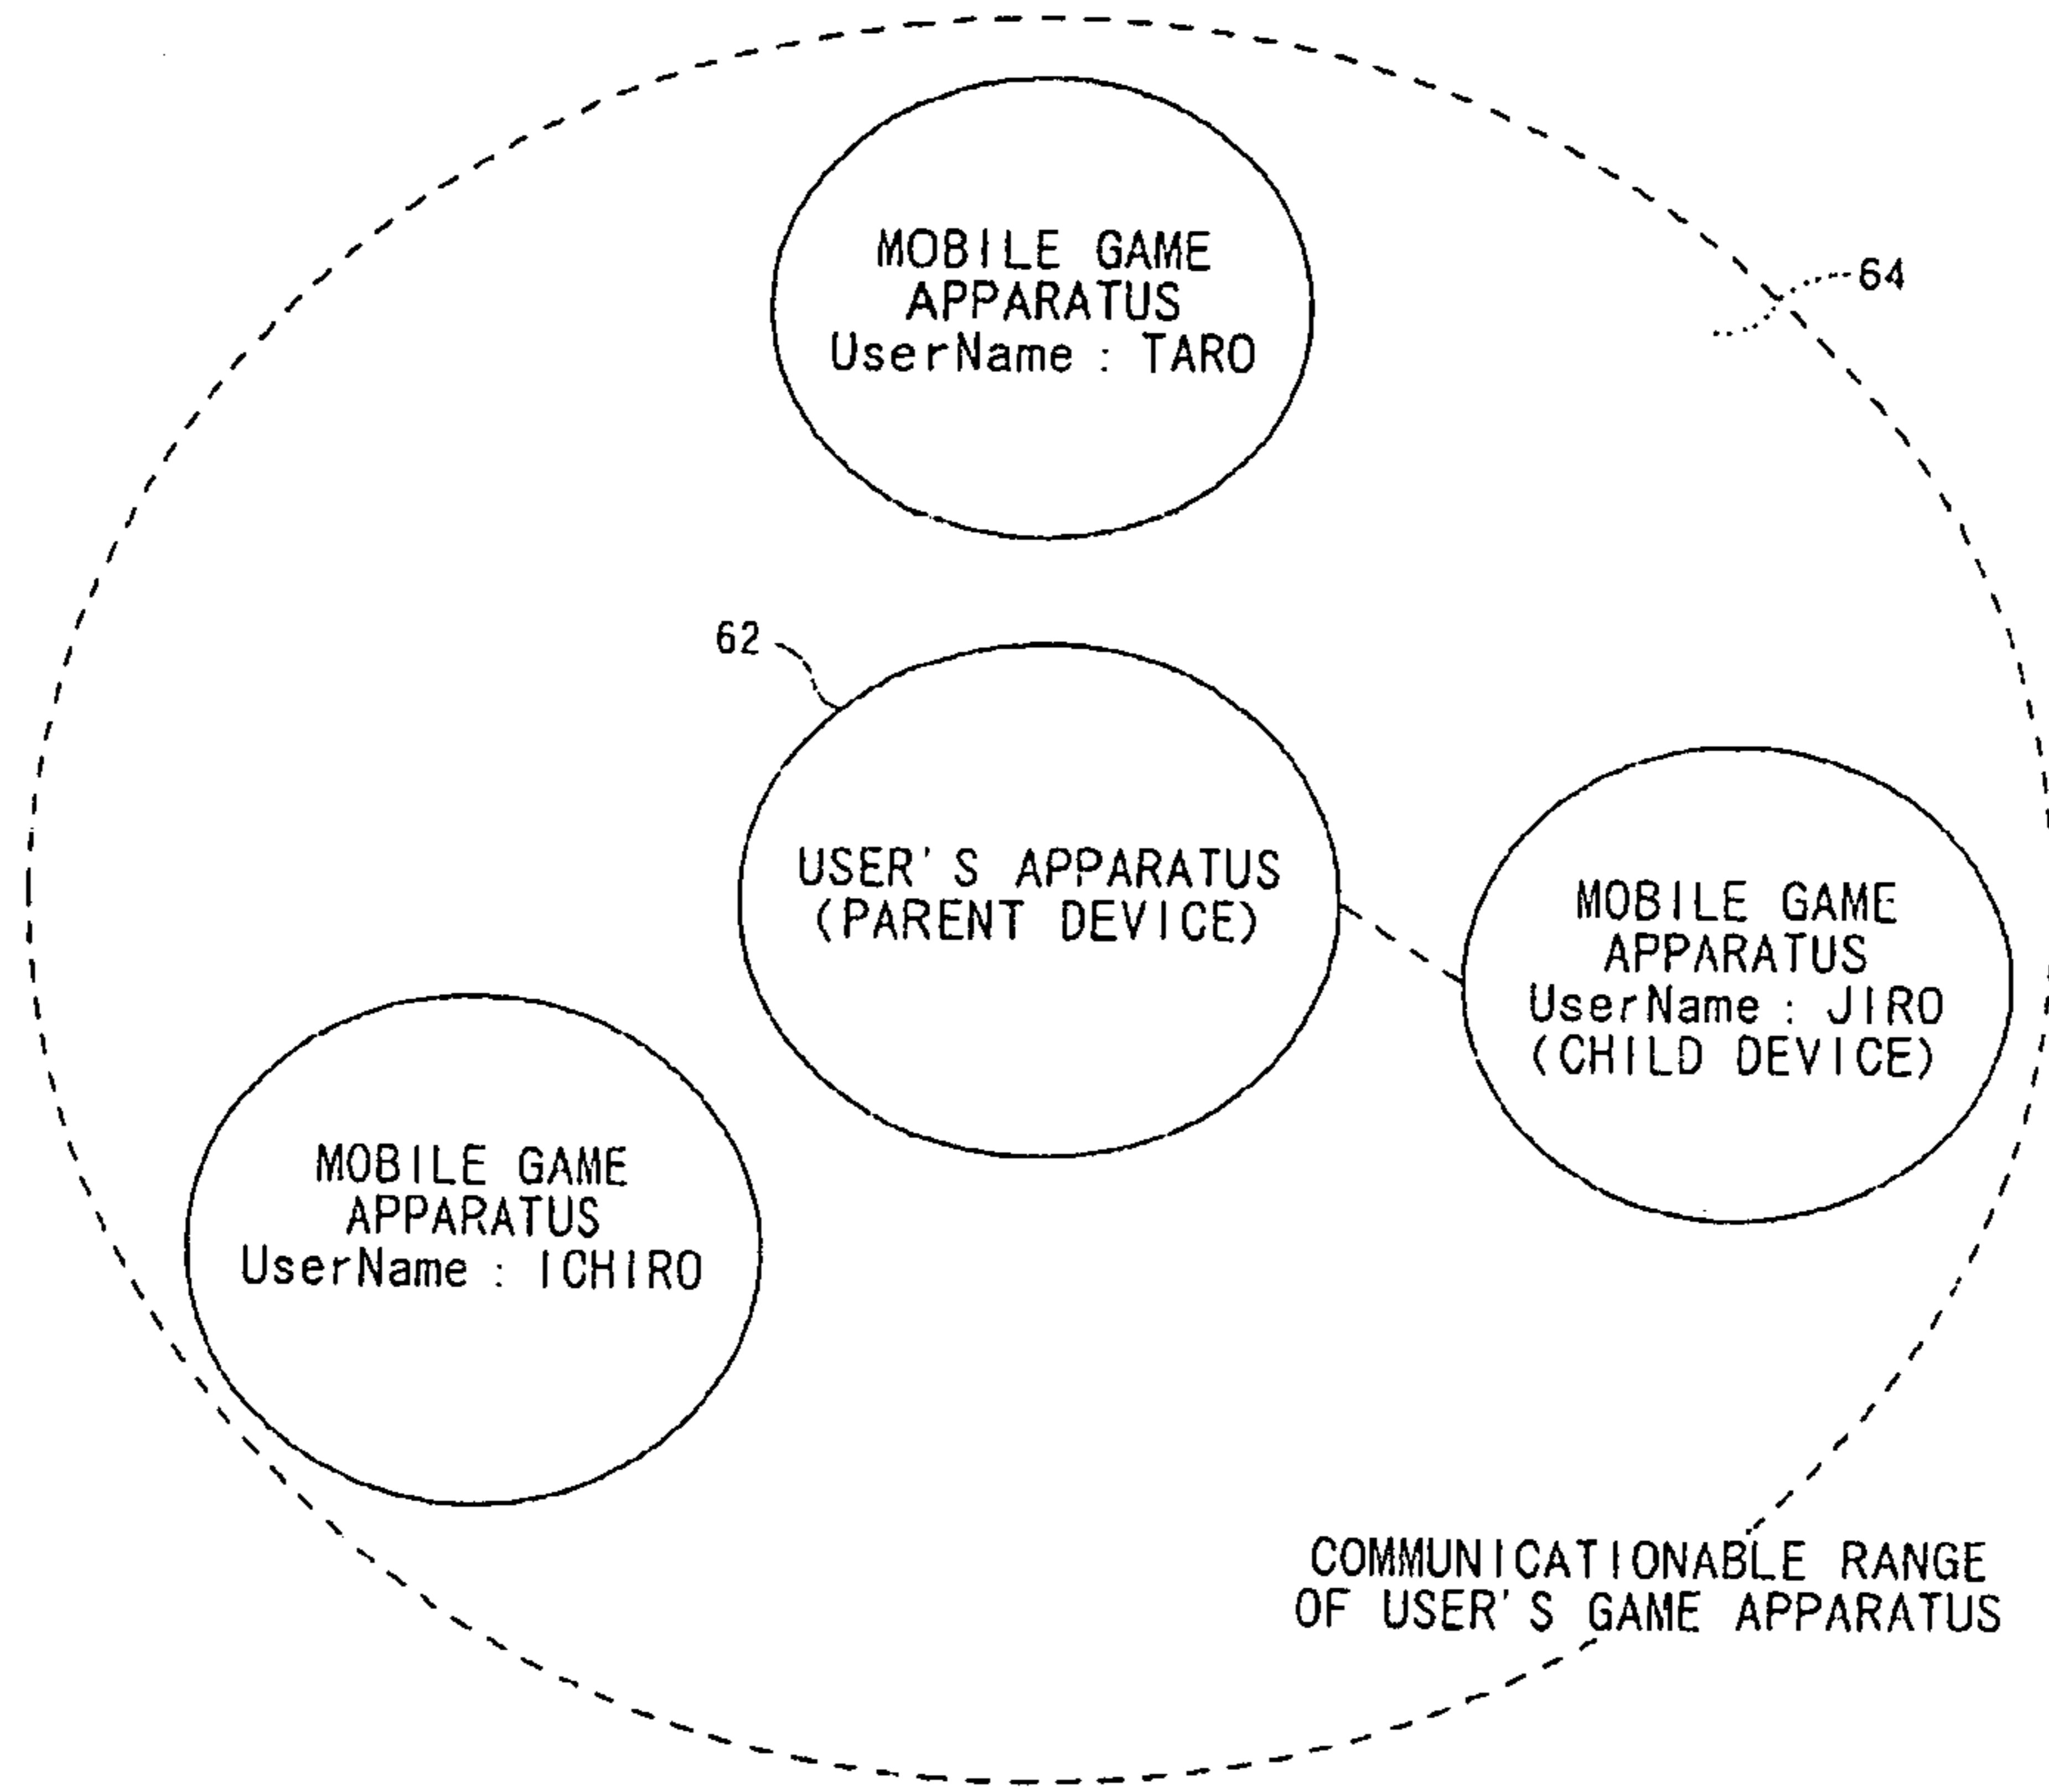 MOBILE GAME
APPARATUS
UserName : TARO
64
62
USER'S APPARATUS
(PARENT DEVICE)
MOBILE GAME
APPARATUS
UserName : JIRO
(CHILD DEVICE)
MOBILE GAME
APPARATUS
UserName : ICHIRO
COMMUNICATIONABLE RANGE
OF USER'S GAME APPARATUS